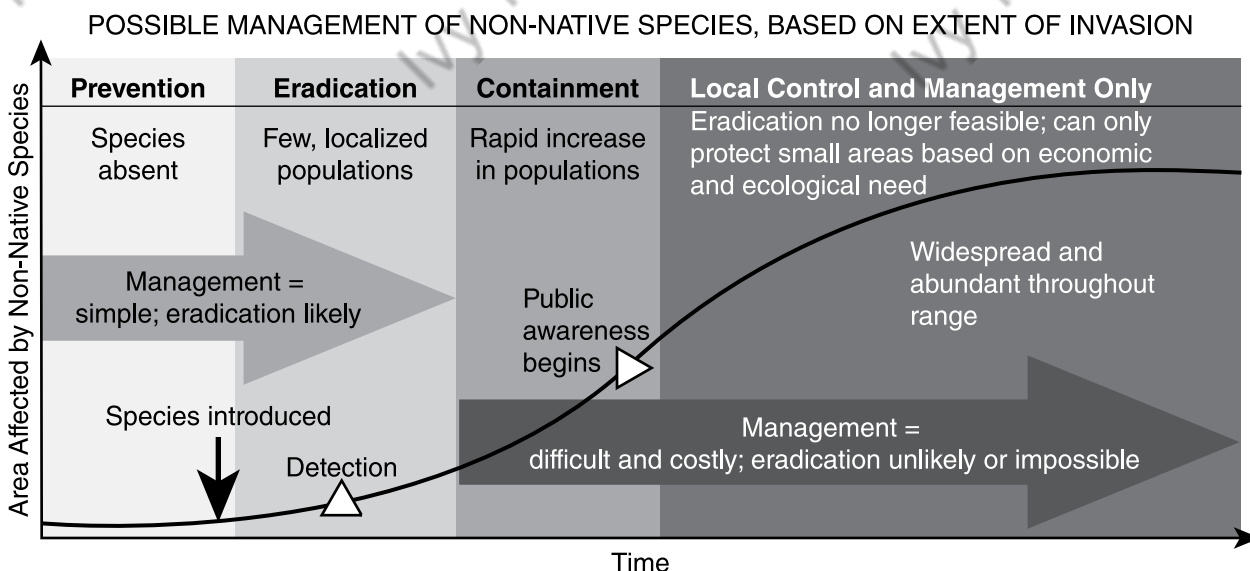 POSSIBLE MANAGEMENT OF NON-NATIVE SPECIES, BASED ON EXTENT OF INVASION
Prevention
Species
absent
Eradication
Few, localized
populations
Containment
Rapid increase
in populations
Local Control and Management Only
Eradication no longer feasible; can only
protect small areas based on economic
and ecological need
Area Affected by Non-Native Species
Management =
simple; eradication likely
Public
awareness
begins
Widespread and
abundant throughout
range
Species introduced
Detection
Management =
difficult and costly; eradication unlikely or impossible
Time
Ivy
Ivy